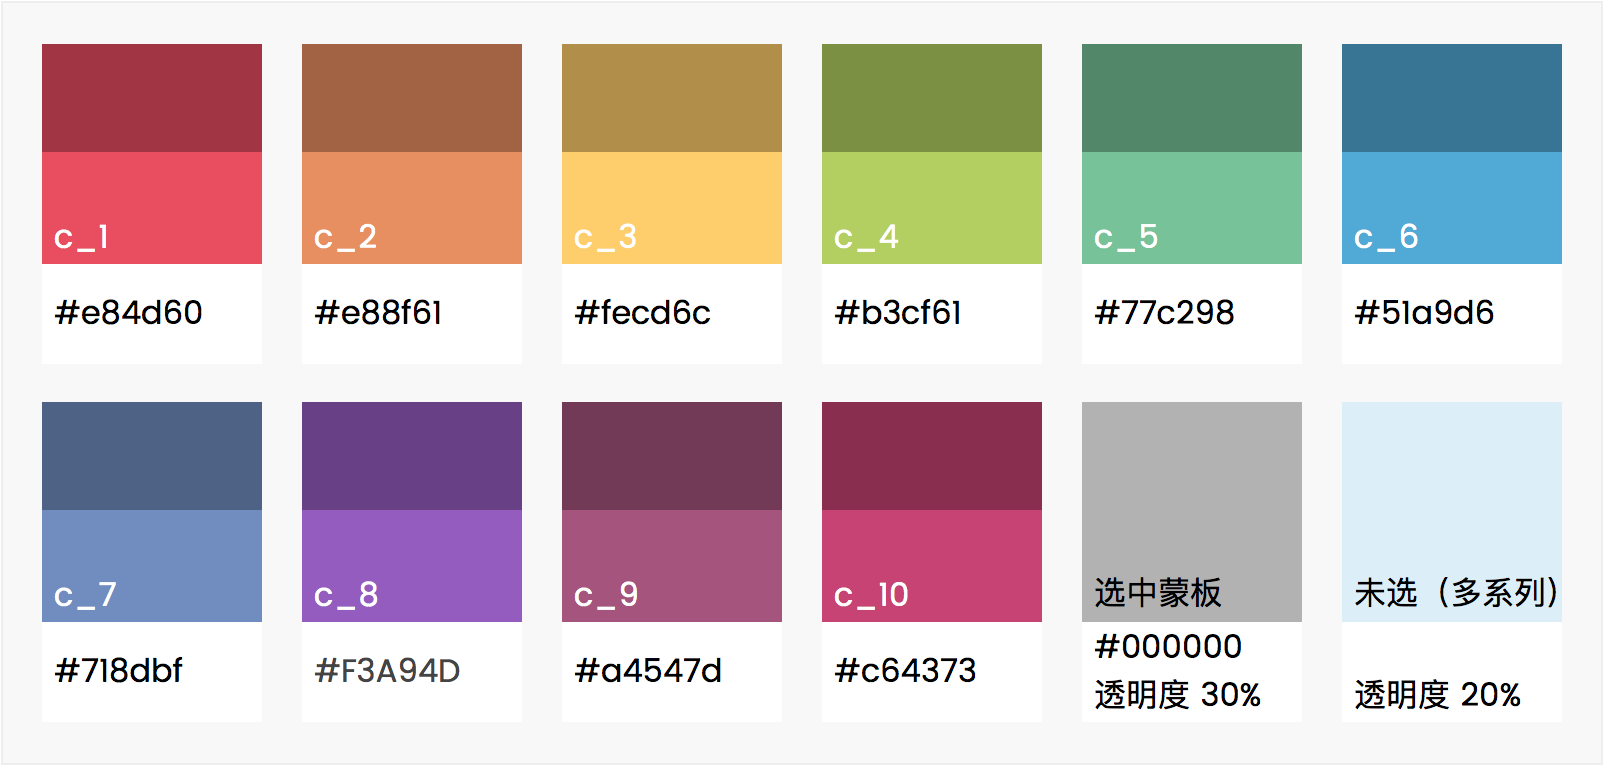 c_1
#e84d60
c_2
#e88f61
c_3
#fecd6c
c_4
#b3cf61
c_5
#77c298
c_6
#51a9d6
c_7
#718dbf
c_8
#F3A94D
c_9
#a4547d
c_10
#c64373
选中蒙板
#000000
透明度 30%
未选（多系列）
透明度 20%